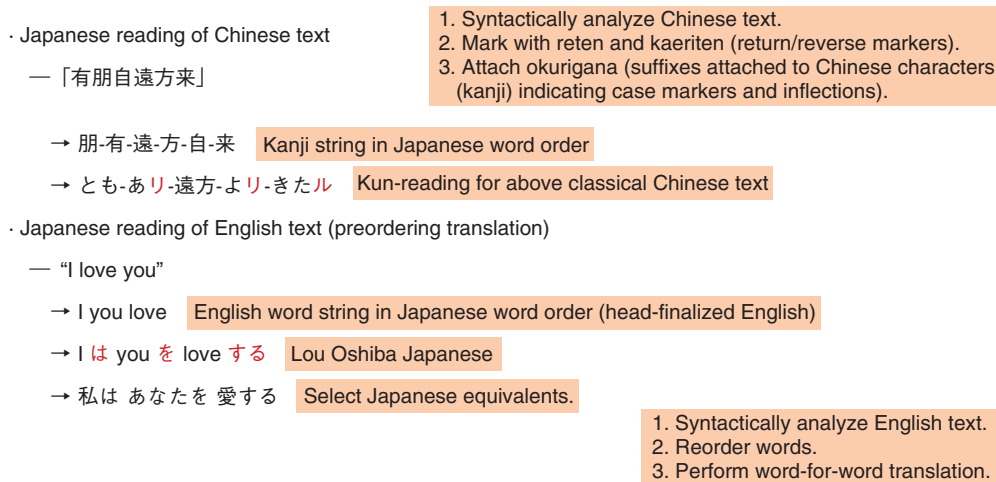 1. Syntactically analyze Chinese text.
2. Mark with reten and kaeriten (return/reverse markers).
3. Attach okurigana (suffixes attached to Chinese characters
(kanji) indicating case markers and inflections).
· Japanese reading of Chinese text
—「有朋自遠方来」
→ 朋-有-遠-方-自-来 Kanji string in Japanese word order
→ とも-あリ-遠方-よリ-きたル Kun-reading for above classical Chinese text
· Japanese reading of English text (preordering translation)
— “I love you”
→ I you love English word string in Japanese word order (head-finalized English)
→ I は you を love する Lou Oshiba Japanese
→ 私は あなたを 愛する Select Japanese equivalents.
1. Syntactically analyze English text.
2. Reorder words.
3. Perform word-for-word translation.